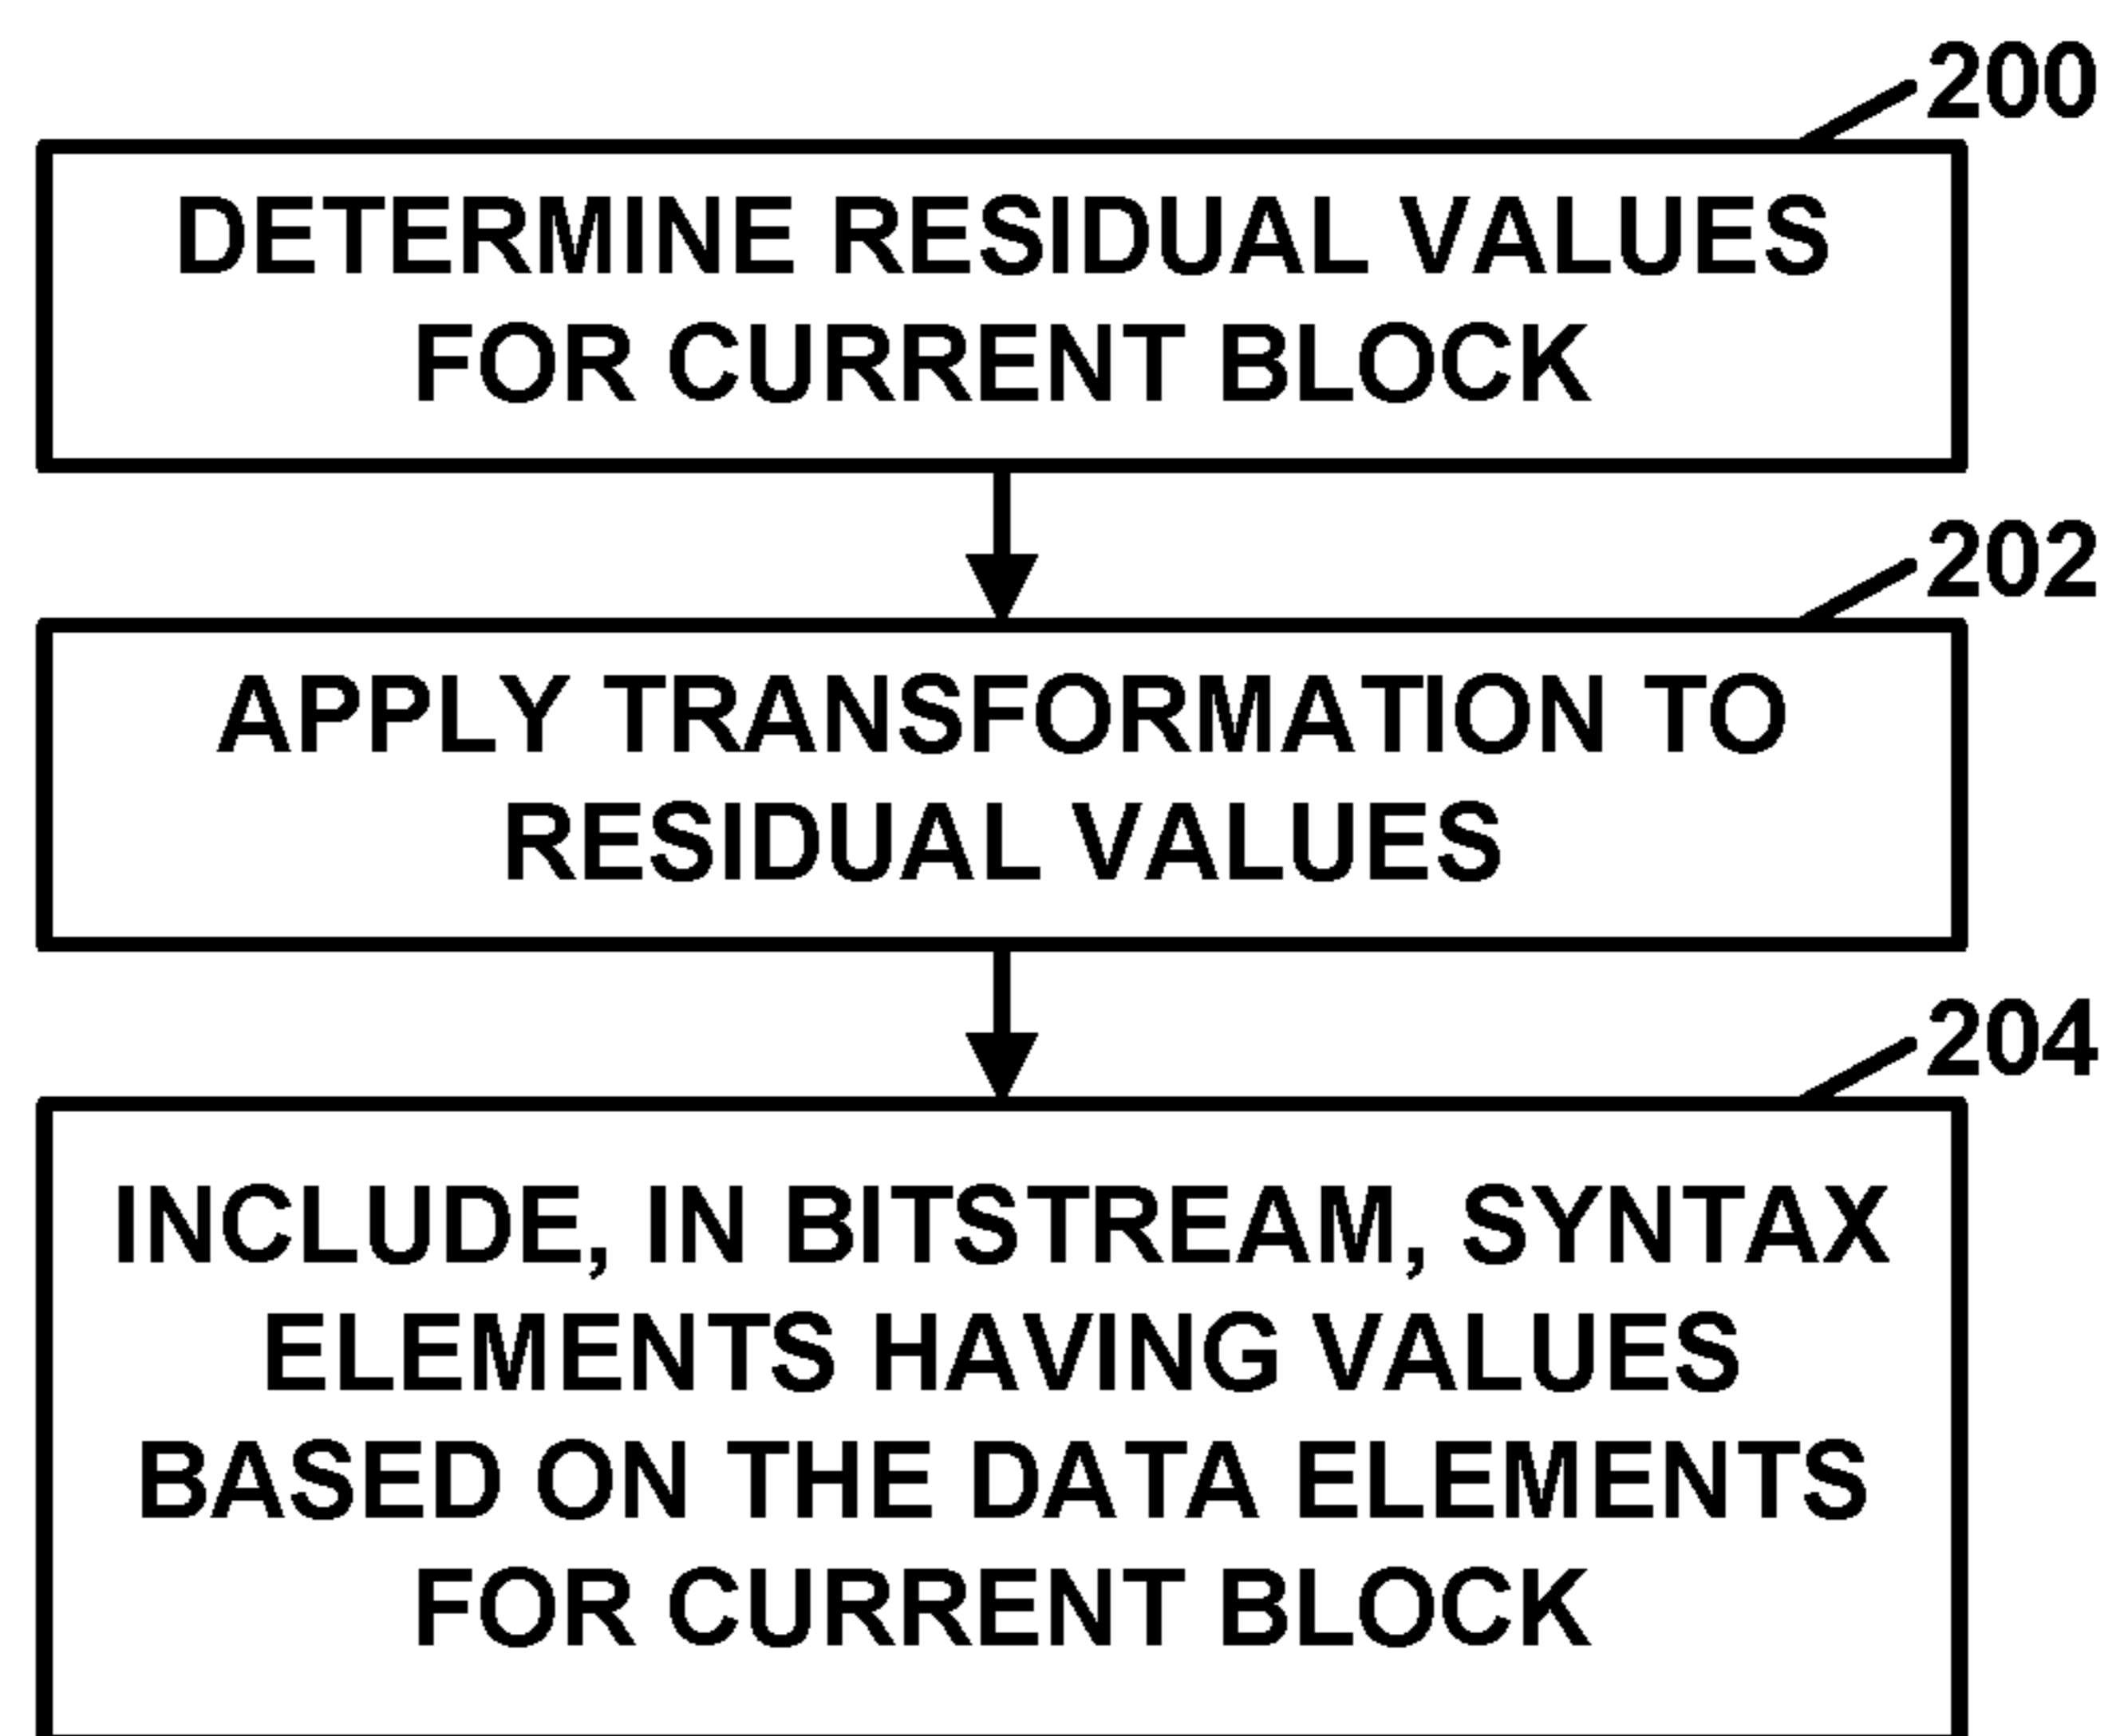 200
DETERMINE RESIDUAL VALUES
FOR CURRENT BLOCK
202
APPLY TRANSFORMATION TO
RESIDUAL VALUES
204
INCLUDE, IN BITSTREAM, SYNTAX
ELEMENTS HAVING VALUES
BASED ON THE DATA ELEMENTS
FOR CURRENT BLOCK